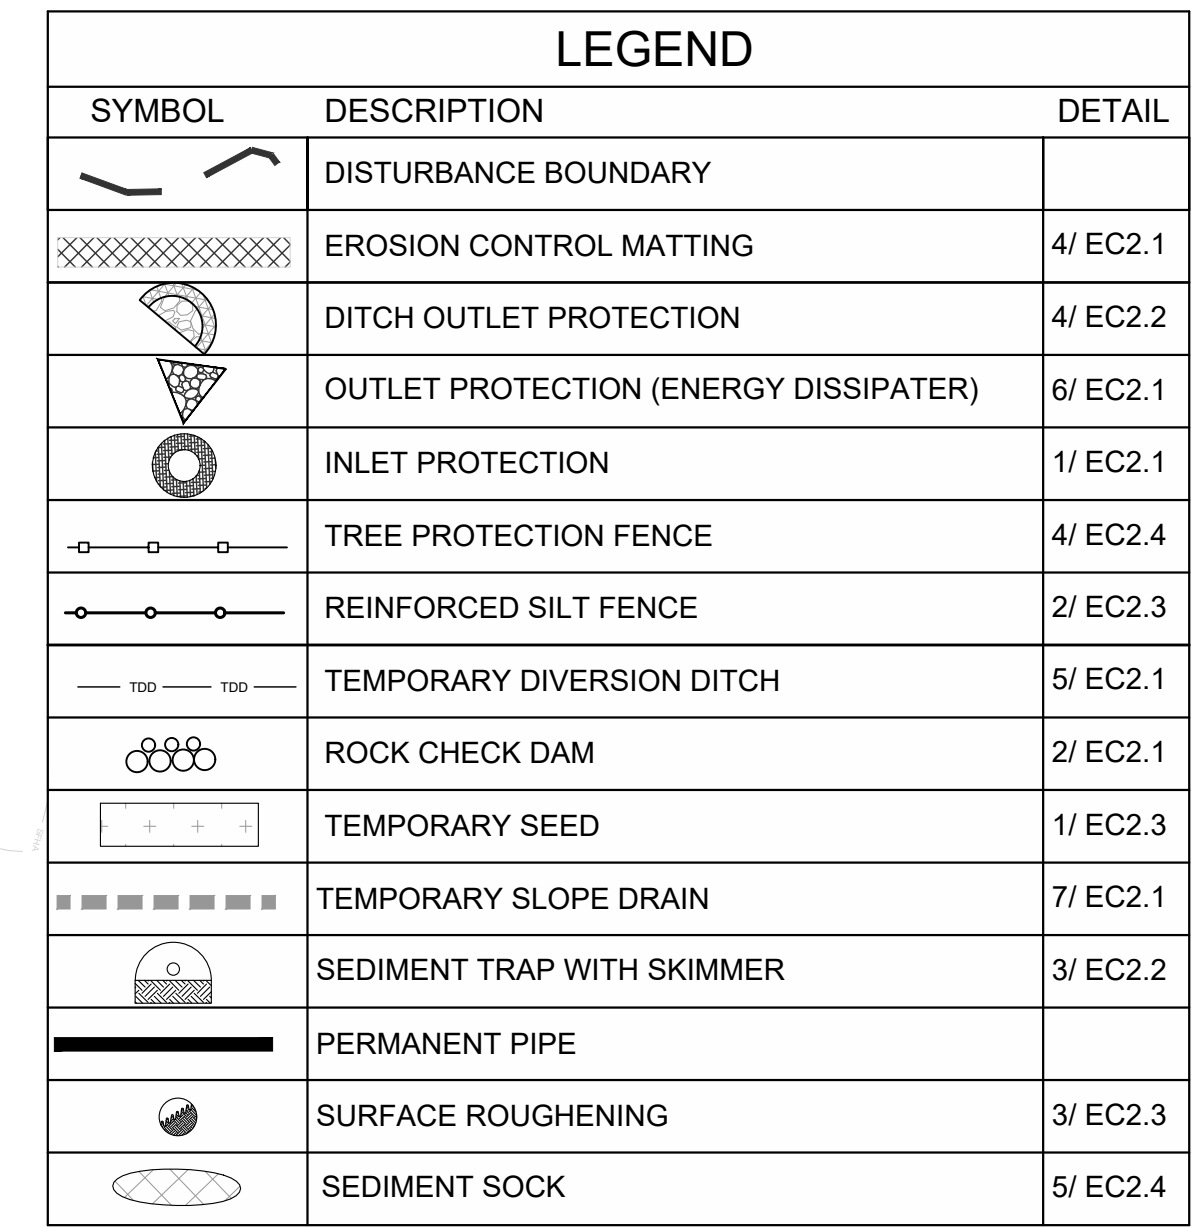 LEGEND
SYMBOL DESCRIPTION DETAIL
DISTURBANCE BOUNDARY
EROSION CONTROL MATTING 4/ EC2.1
DITCH OUTLET PROTECTION 4/ EC2.2
OUTLET PROTECTION (ENERGY DISSIPATER) 6/ EC2.1
INLET PROTECTION 1/ EC2.1
TREE PROTECTION FENCE 4/ EC2.4
REINFORCED SILT FENCE 2/ EC2.3
TDD TDD TEMPORARY DIVERSION DITCH 5/ EC2.1
ROCK CHECK DAM 2/ EC2.1
TEMPORARY SEED 1/ EC2.3
SFHA
TEMPORARY SLOPE DRAIN 7/ EC2.1
SEDIMENT TRAP WITH SKIMMER 3/ EC2.2
PERMANENT PIPE
SURFACE ROUGHENING 3/ EC2.3
SEDIMENT SOCK 5/ EC2.4